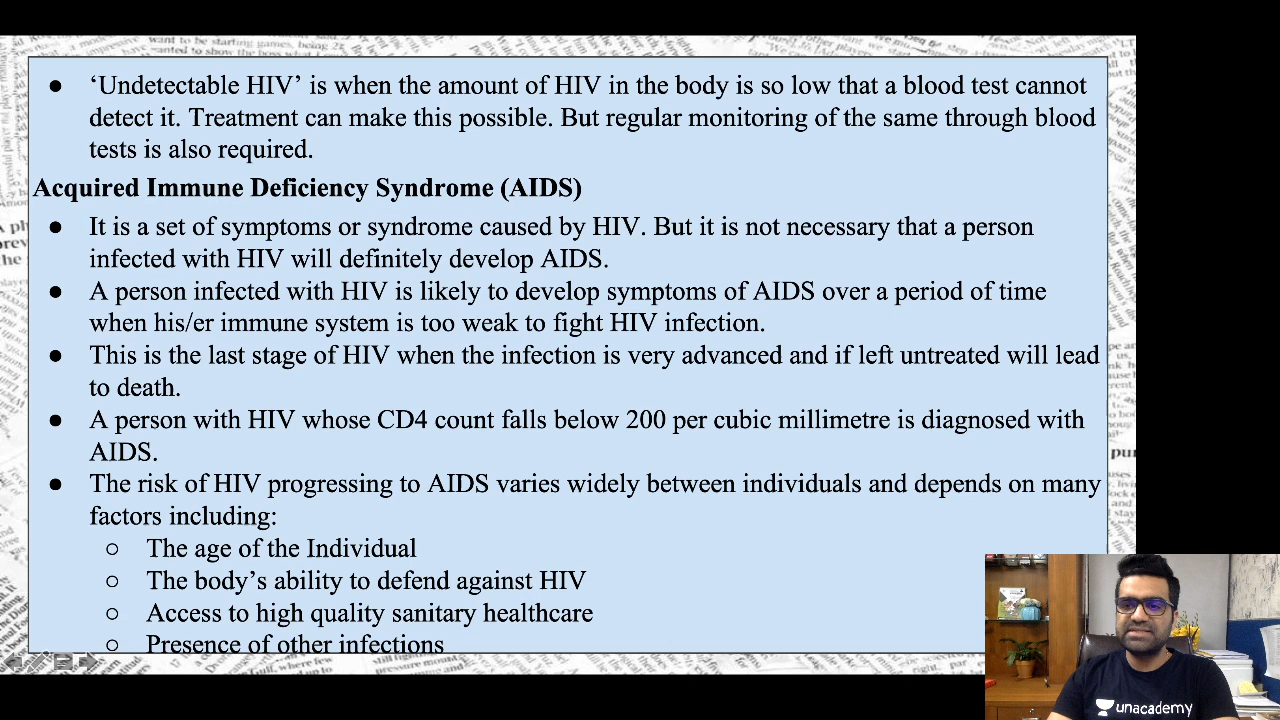 ● ‘Undetectable HIV’ is when the amount of HIV in the body is so low that a blood test cannot
detect it. Treatment can make this possible. But regular monitoring of the same through blood
tests is also required.
Acquired Immune Deficiency Syndrome (AIDS)
● It is a set of symptoms or syndrome caused by HIV. But it is not necessary that a person
infected with HIV will definitely develop AIDS.
● A person infected with HIV is likely to develop symptoms of AIDS over a period of time
when his/er immune system is too weak to fight HIV infection.
● This is the last stage of HIV when the infection is very advanced and if left untreated will lead
to death.
● A person with HIV whose CD4 count falls below 200 per cubic millimetre is diagnosed with
AIDS.
● The risk of HIV progressing to AIDS varies widely between individuals and depends on many
factors including:
○ The age of the Individual
○ The body’s ability to defend against HIV
○ Access to high quality sanitary healthcare
○ Presence of other infections
unacademy